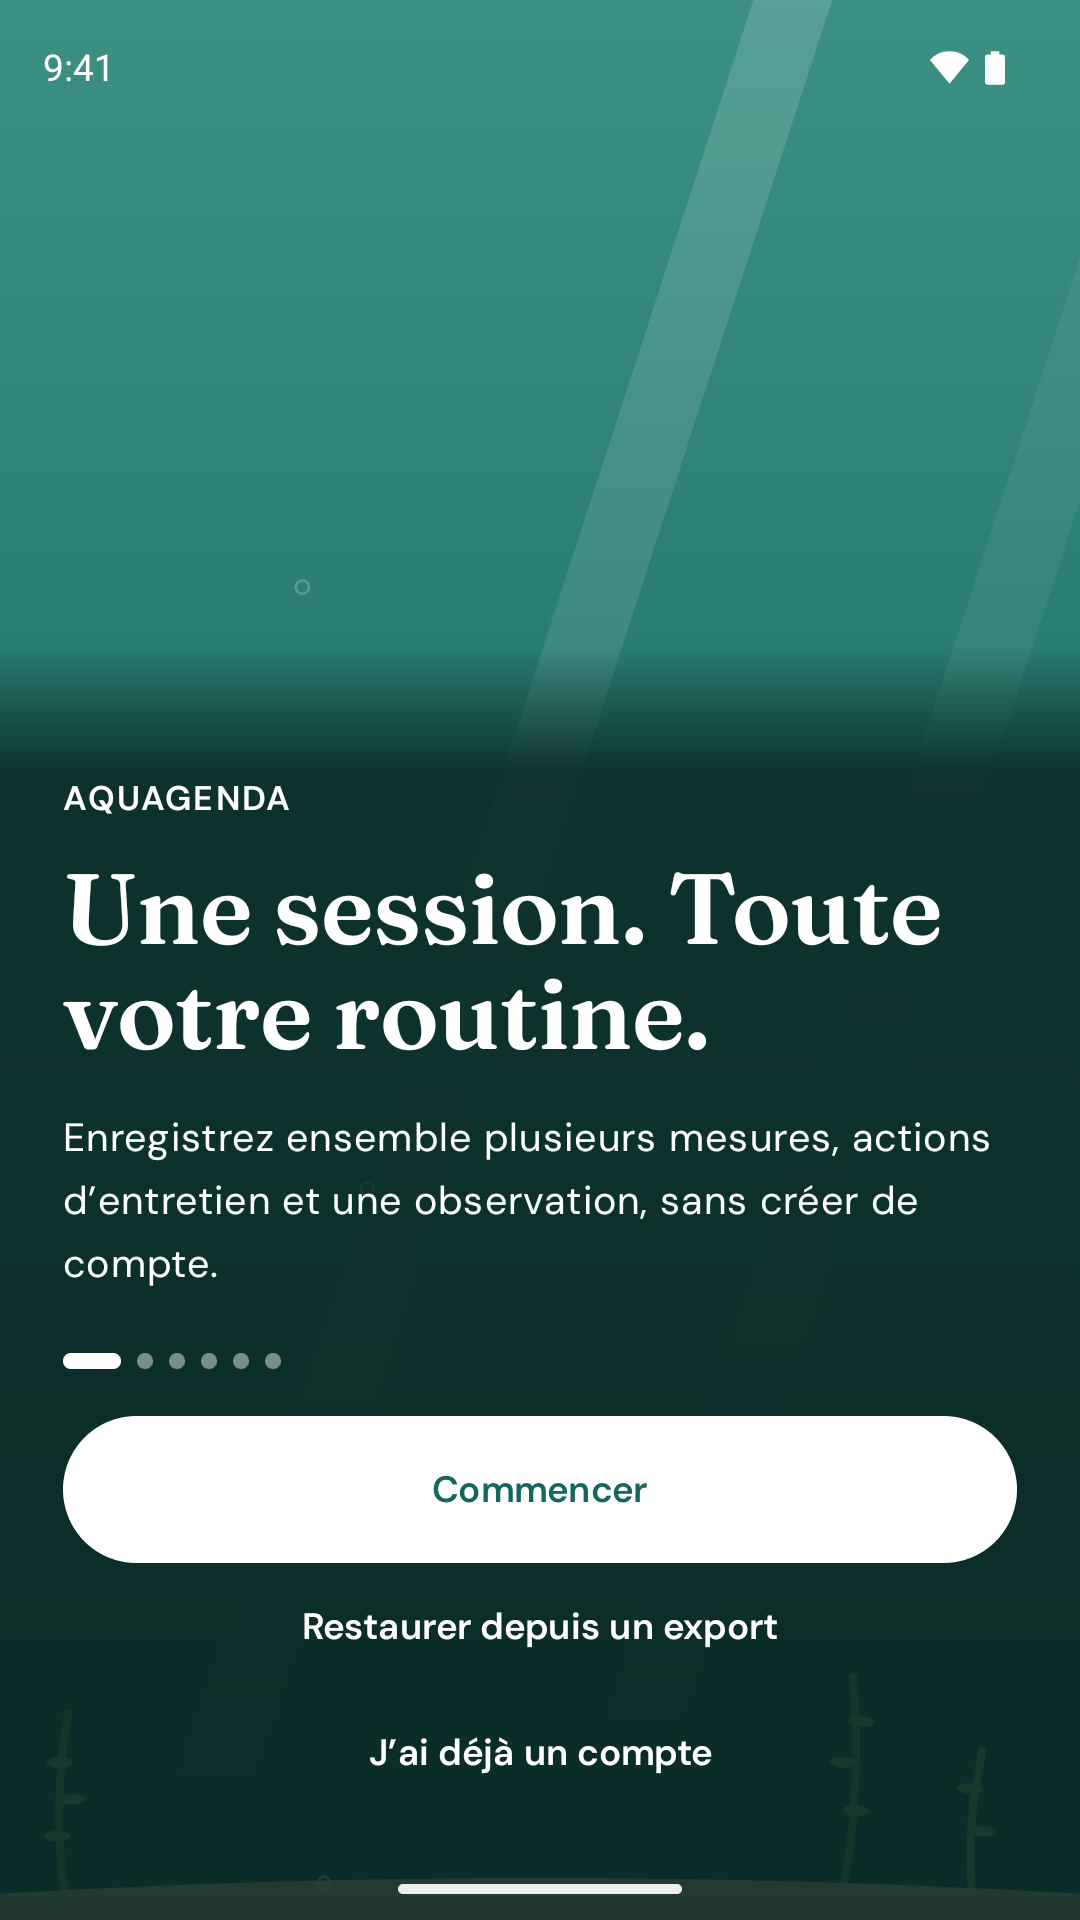 9:41
AQUAGENDA
Une session. Toute
votre routine.
Enregistrez ensemble plusieurs mesures, actions
d’entretien et une observation, sans créer de
compte.
Commencer
Restaurer depuis un export
J’ai déjà un compte